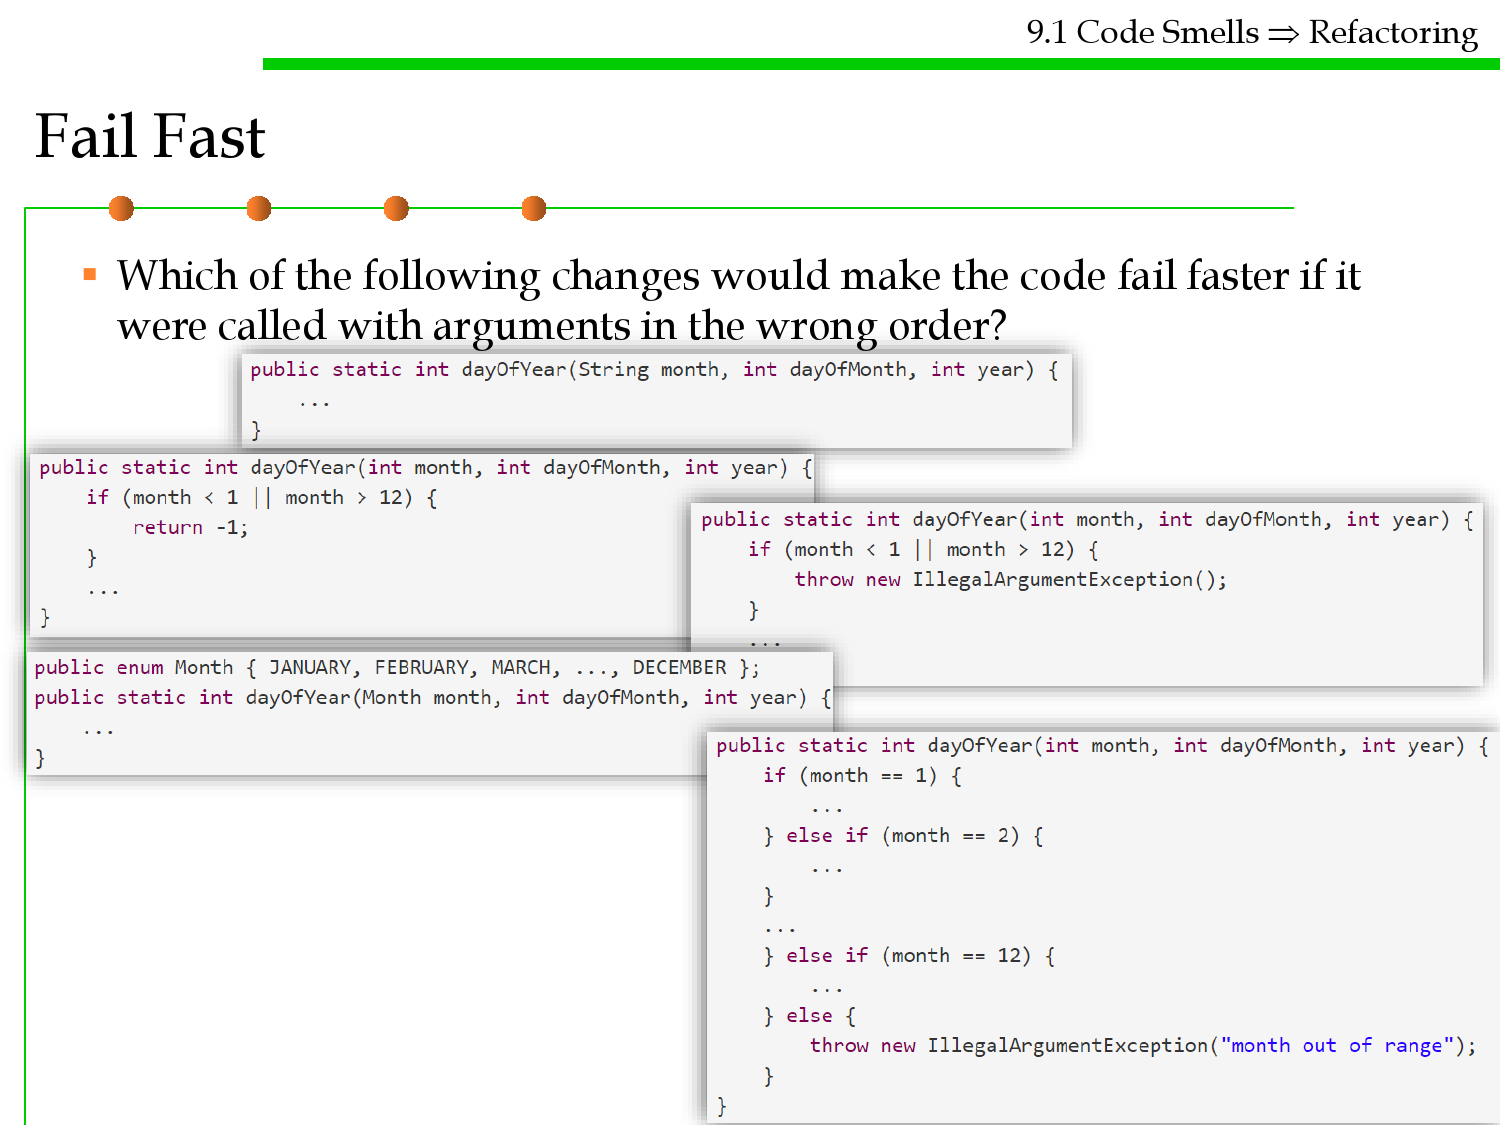 9.1 Code Smells ⇒ Refactoring
Fail Fast
▪ Which of the following changes would make the code fail faster if it
were called with arguments in the wrong order?
public static int dayOfYear(String month, int dayOfMonth, int year) {
    ...
}
public static int dayOfYear(int month, int dayOfMonth, int year) {
    if (month < 1 || month > 12) {
        return -1;
    }
    ...
}
public static int dayOfYear(int month, int dayOfMonth, int year) {
    if (month < 1 || month > 12) {
        throw new IllegalArgumentException();
    }
    ...
public enum Month { JANUARY, FEBRUARY, MARCH, ..., DECEMBER };
public static int dayOfYear(Month month, int dayOfMonth, int year) {
    ...
}
public static int dayOfYear(int month, int dayOfMonth, int year) {
    if (month == 1) {
        ...
    } else if (month == 2) {
        ...
    }
    ...
    } else if (month == 12) {
        ...
    } else {
        throw new IllegalArgumentException("month out of range");
    }
}